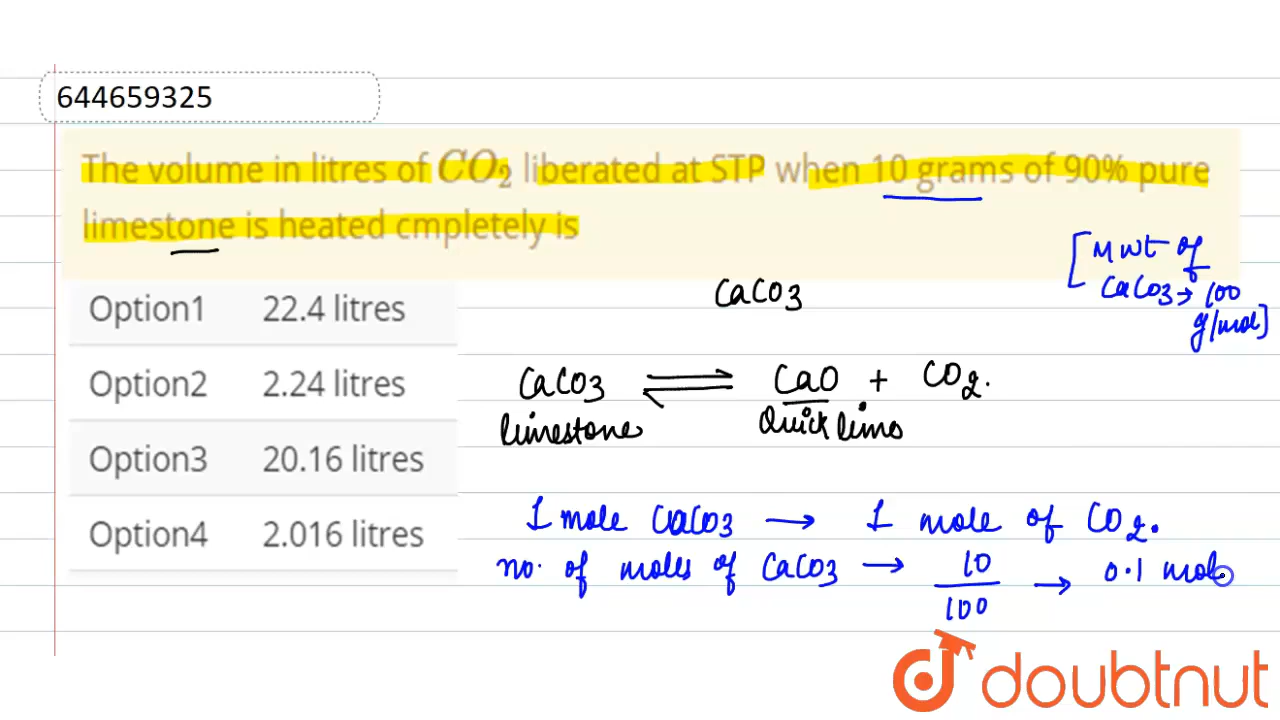 644659325
The volume in litres of CO₂ liberated at STP when 10 grams of 90% pure
limestone is heated cmpletely is
[M wt of
CaCO3 → 100
g/mol]
CaCO3
Option1 22.4 litres
Option2 2.24 litres
CaCO3 ⇌ CaO + CO₂.
limestone Quick lime
Option3 20.16 litres
Option4 2.016 litres
1 mole CaCO3 → 1 mole of CO₂.
no. of moles of CaCO3 → 10/100 → 0.1 mol
doubtnut